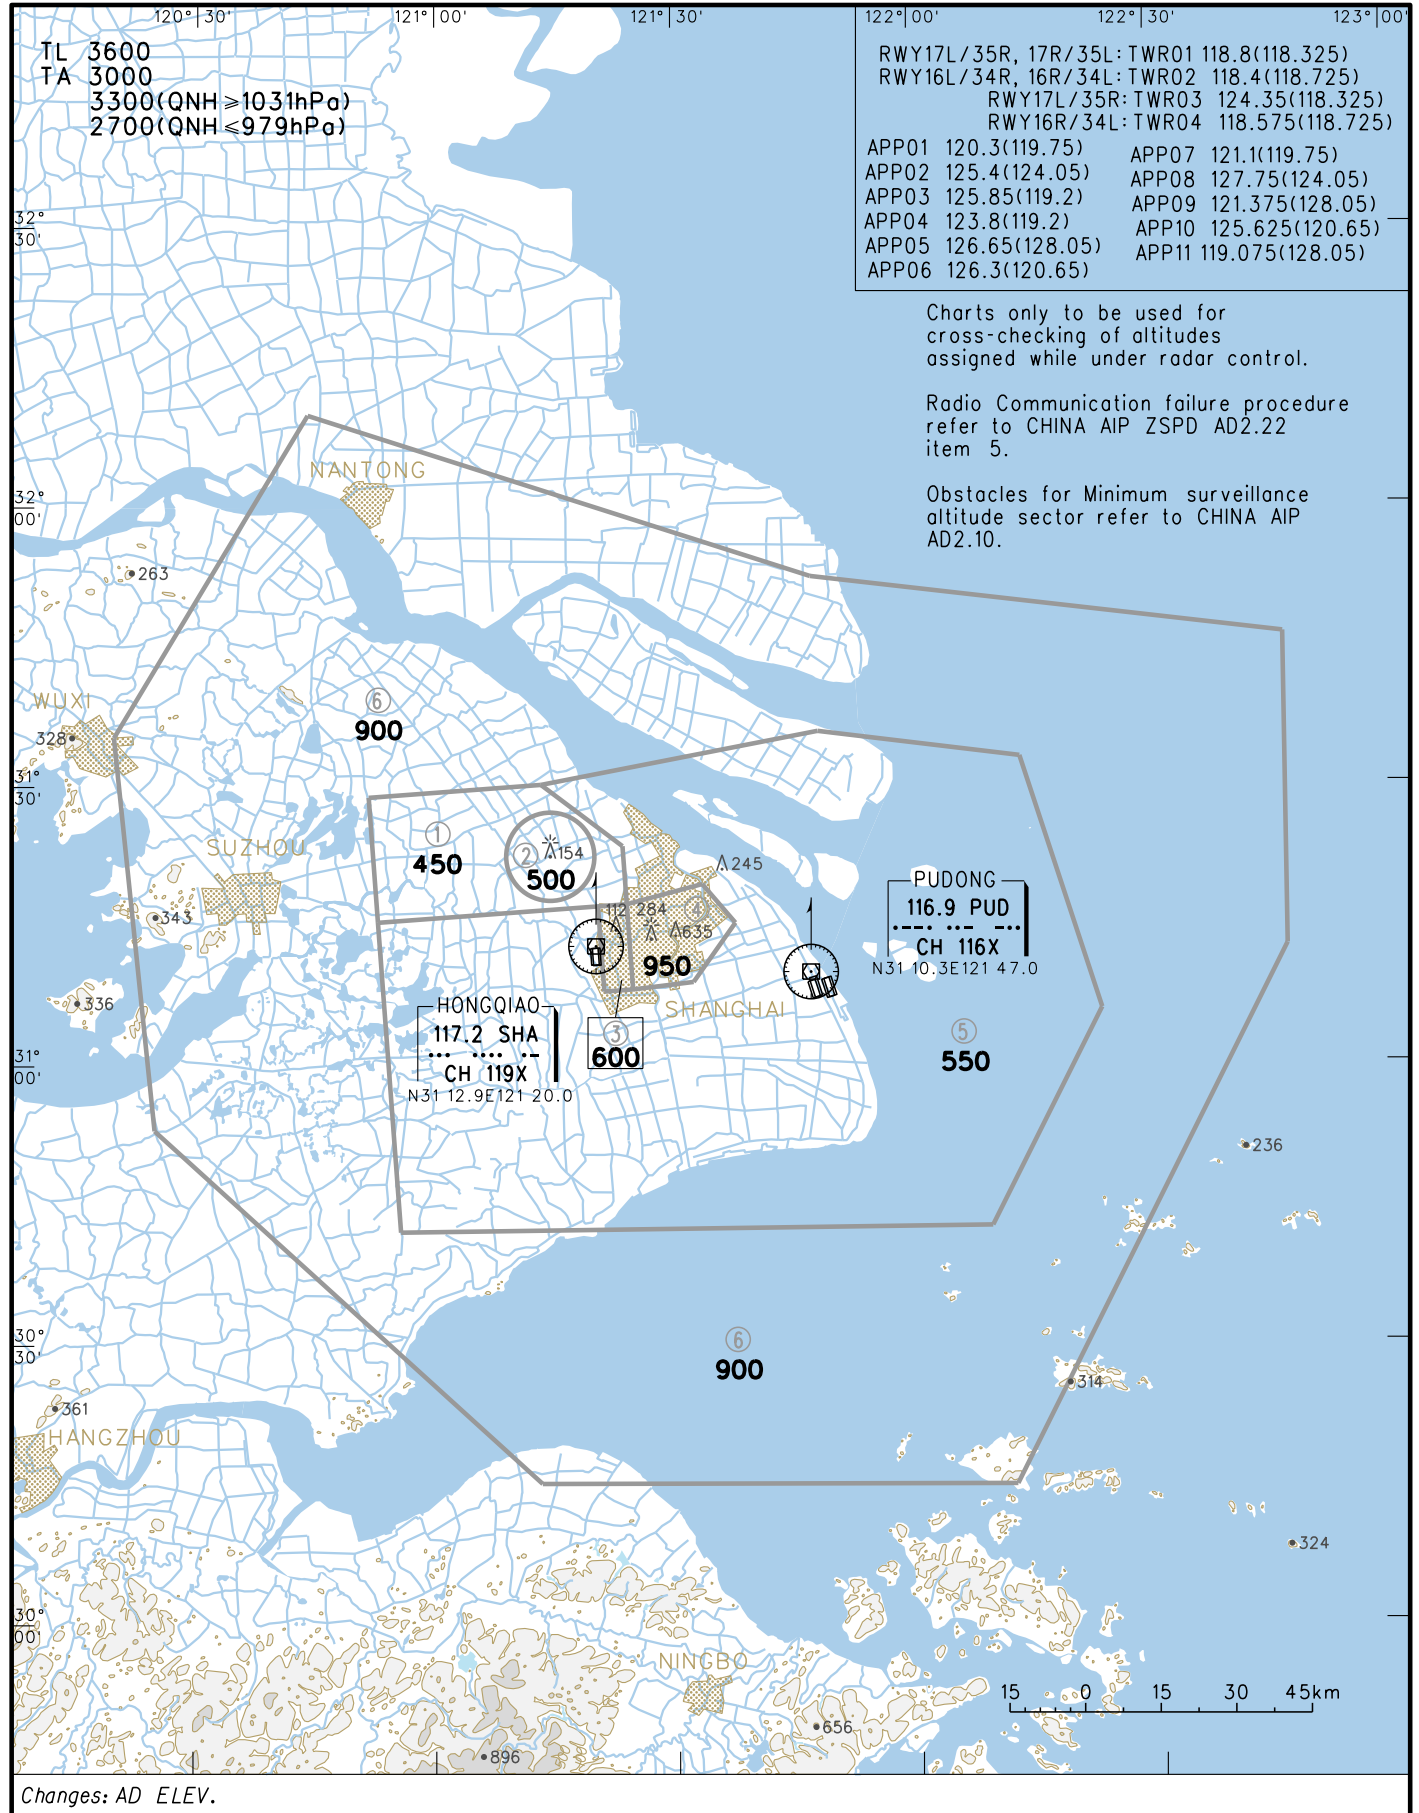 120°30'
121°00'
121°30'
122°00'
122°30'
123°00'
TL 3600
TA 3000
3300(QNH≥1031hPa)
2700(QNH≤979hPa)
RWY17L/35R, 17R/35L: TWR01 118.8(118.325)
RWY16L/34R, 16R/34L: TWR02 118.4(118.725)
RWY17L/35R: TWR03 124.35(118.325)
RWY16R/34L: TWR04 118.575(118.725)
APP01 120.3(119.75)
APP02 125.4(124.05)
APP03 125.85(119.2)
APP04 123.8(119.2)
APP05 126.65(128.05)
APP06 126.3(120.65)
APP07 121.1(119.75)
APP08 127.75(124.05)
APP09 121.375(128.05)
APP10 125.625(120.65)
APP11 119.075(128.05)
32°
30'
Charts only to be used for
cross-checking of altitudes
assigned while under radar control.
Radio Communication failure procedure
refer to CHINA AIP ZSPD AD2.22
item 5.
Obstacles for Minimum surveillance
altitude sector refer to CHINA AIP
AD2.10.
NANTONG
32°
00'
263
WUXI
328
⑥
900
31°
30'
SUZHOU
①
450
②
154
500
245
343
112
284
④
635
950
PUDONG
116.9 PUD
CH 116X
N31 10.3E121 47.0
336
HONGQIAO
117.2 SHA
CH 119X
N31 12.9E121 20.0
SHANGHAI
③
600
⑤
550
31°
00'
236
30°
30'
⑥
900
314
361
HANGZHOU
324
30°
00'
NINGBO
656
896
15 0 15 30 45km
Changes: AD ELEV.